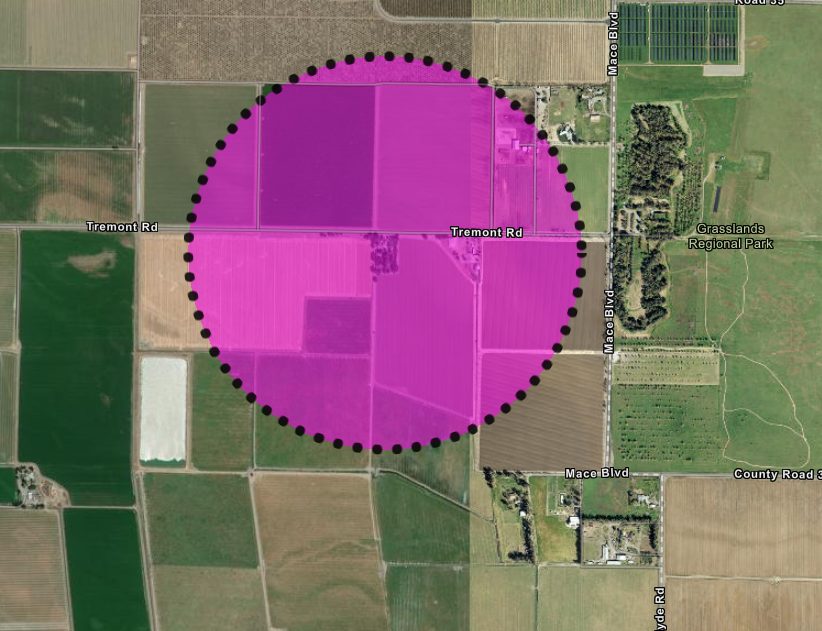 Road 35
Mace Blvd
Tremont Rd
Tremont Rd
Grasslands
Regional Park
Mace Blvd
Mace Blvd
County Road 3
yde Rd